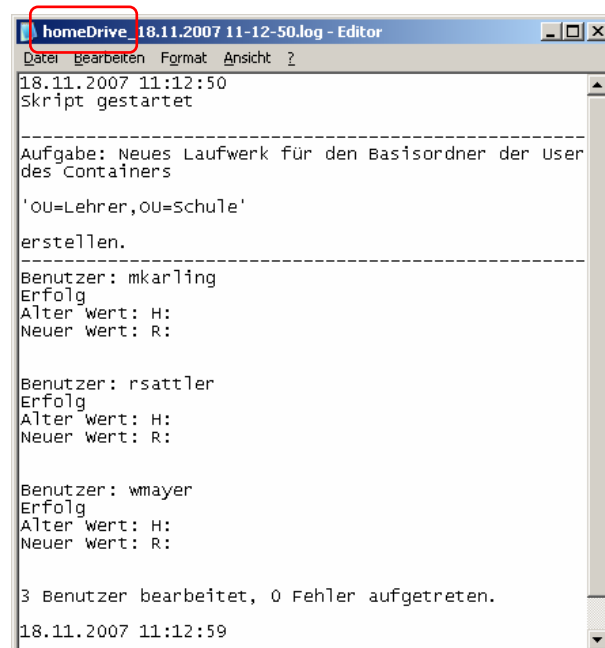 homeDrive_18.11.2007 11-12-50.log - Editor
Datei Bearbeiten Format Ansicht ?
18.11.2007 11:12:50
Skript gestartet
------------------------------------------------------
Aufgabe: Neues Laufwerk für den Basisordner der User
des Containers
'OU=Lehrer,OU=Schule'
erstellen.
------------------------------------------------------
Benutzer: mkarling
Erfolg
Alter Wert: H:
Neuer Wert: R:
Benutzer: rsattler
Erfolg
Alter Wert: H:
Neuer Wert: R:
Benutzer: wmayer
Erfolg
Alter Wert: H:
Neuer Wert: R:
3 Benutzer bearbeitet, 0 Fehler aufgetreten.
18.11.2007 11:12:59